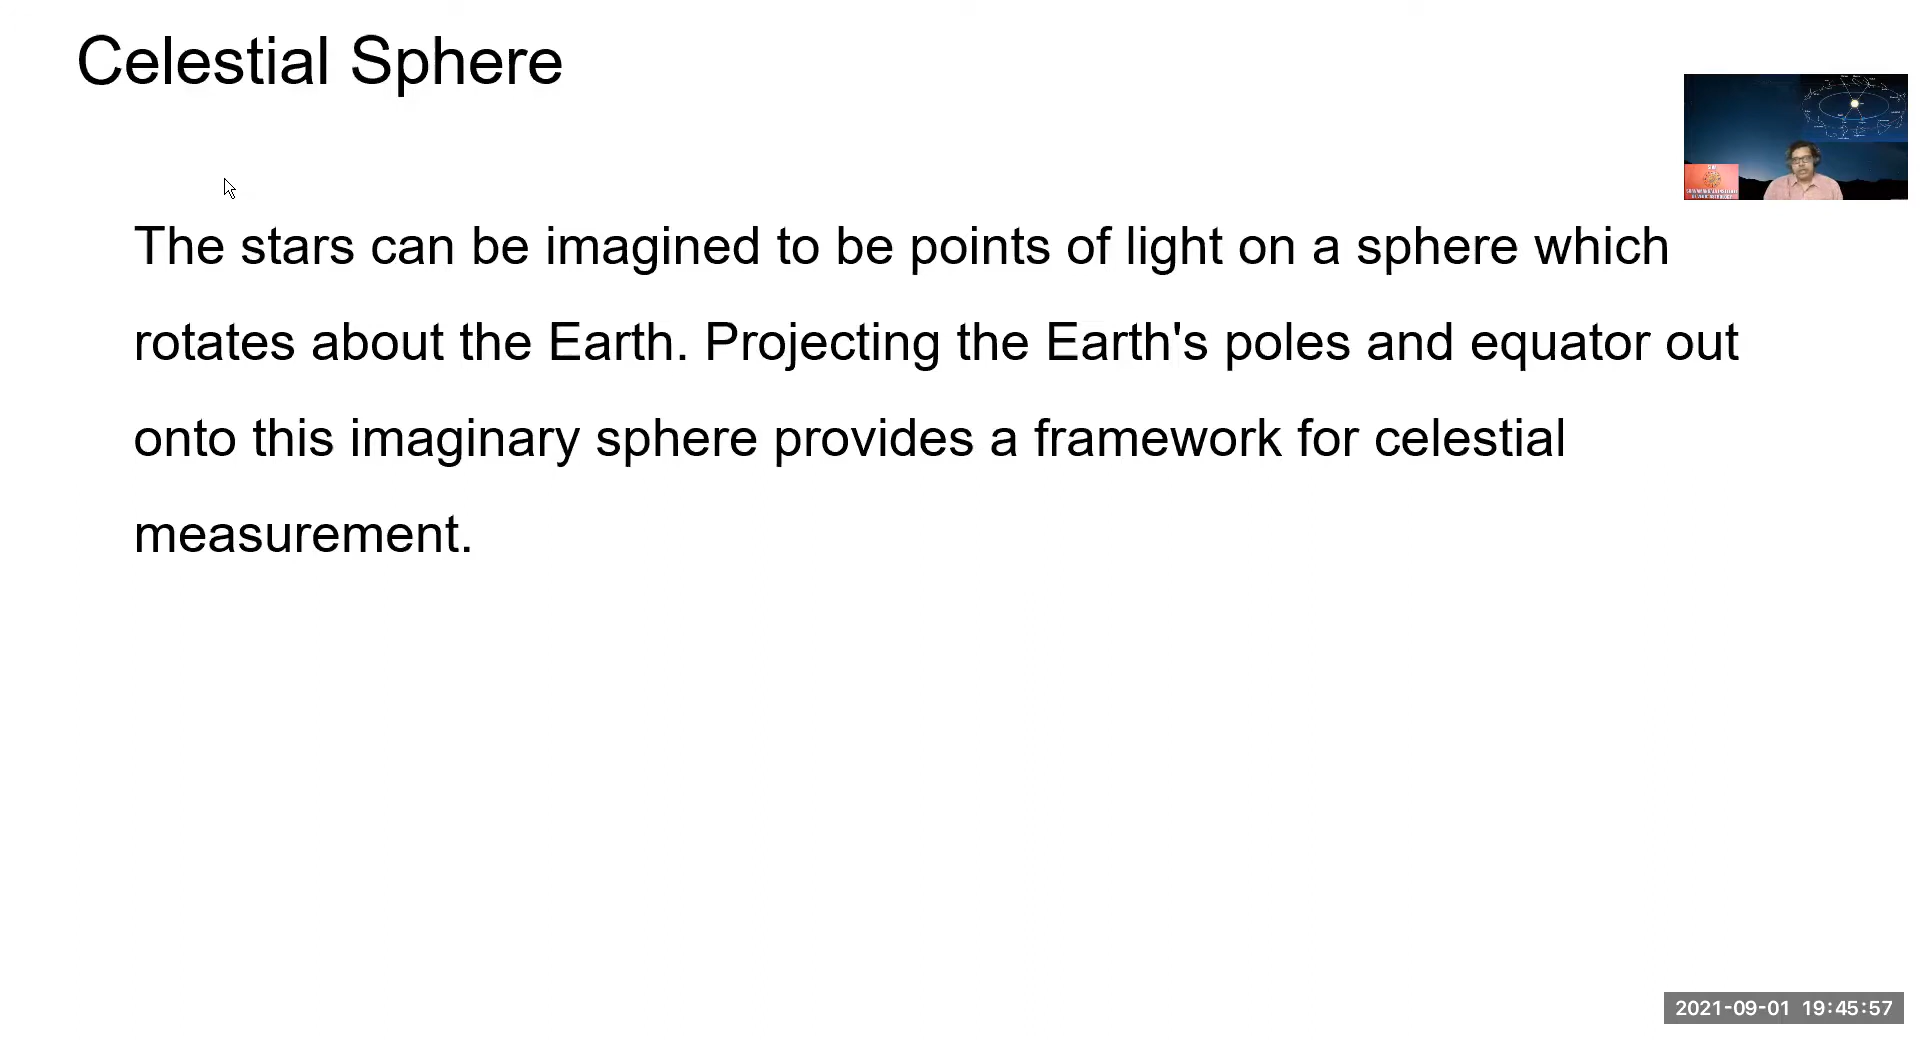 Celestial Sphere
The stars can be imagined to be points of light on a sphere which
rotates about the Earth. Projecting the Earth's poles and equator out
onto this imaginary sphere provides a framework for celestial
measurement.
2021-09-01 19:45:57